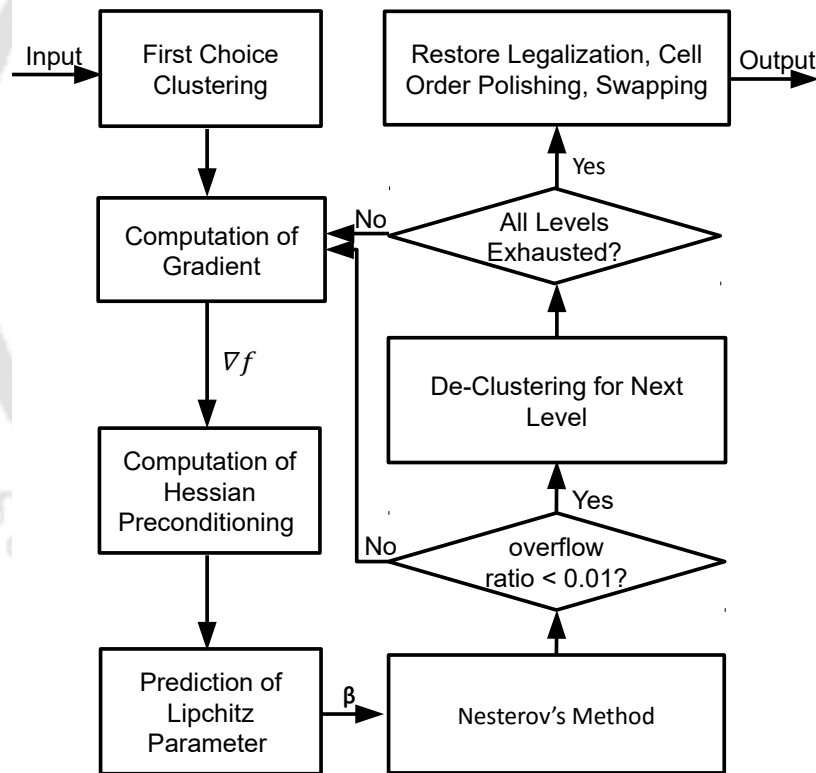 Input
First Choice
Clustering
Computation of
Gradient
∇f
Computation of
Hessian
Preconditioning
Prediction of
Lipchitz
Parameter
β
Nesterov's Method
overflow
ratio < 0.01?
No
Yes
De-Clustering for Next
Level
All Levels
Exhausted?
No
Yes
Restore Legalization, Cell
Order Polishing, Swapping
Output